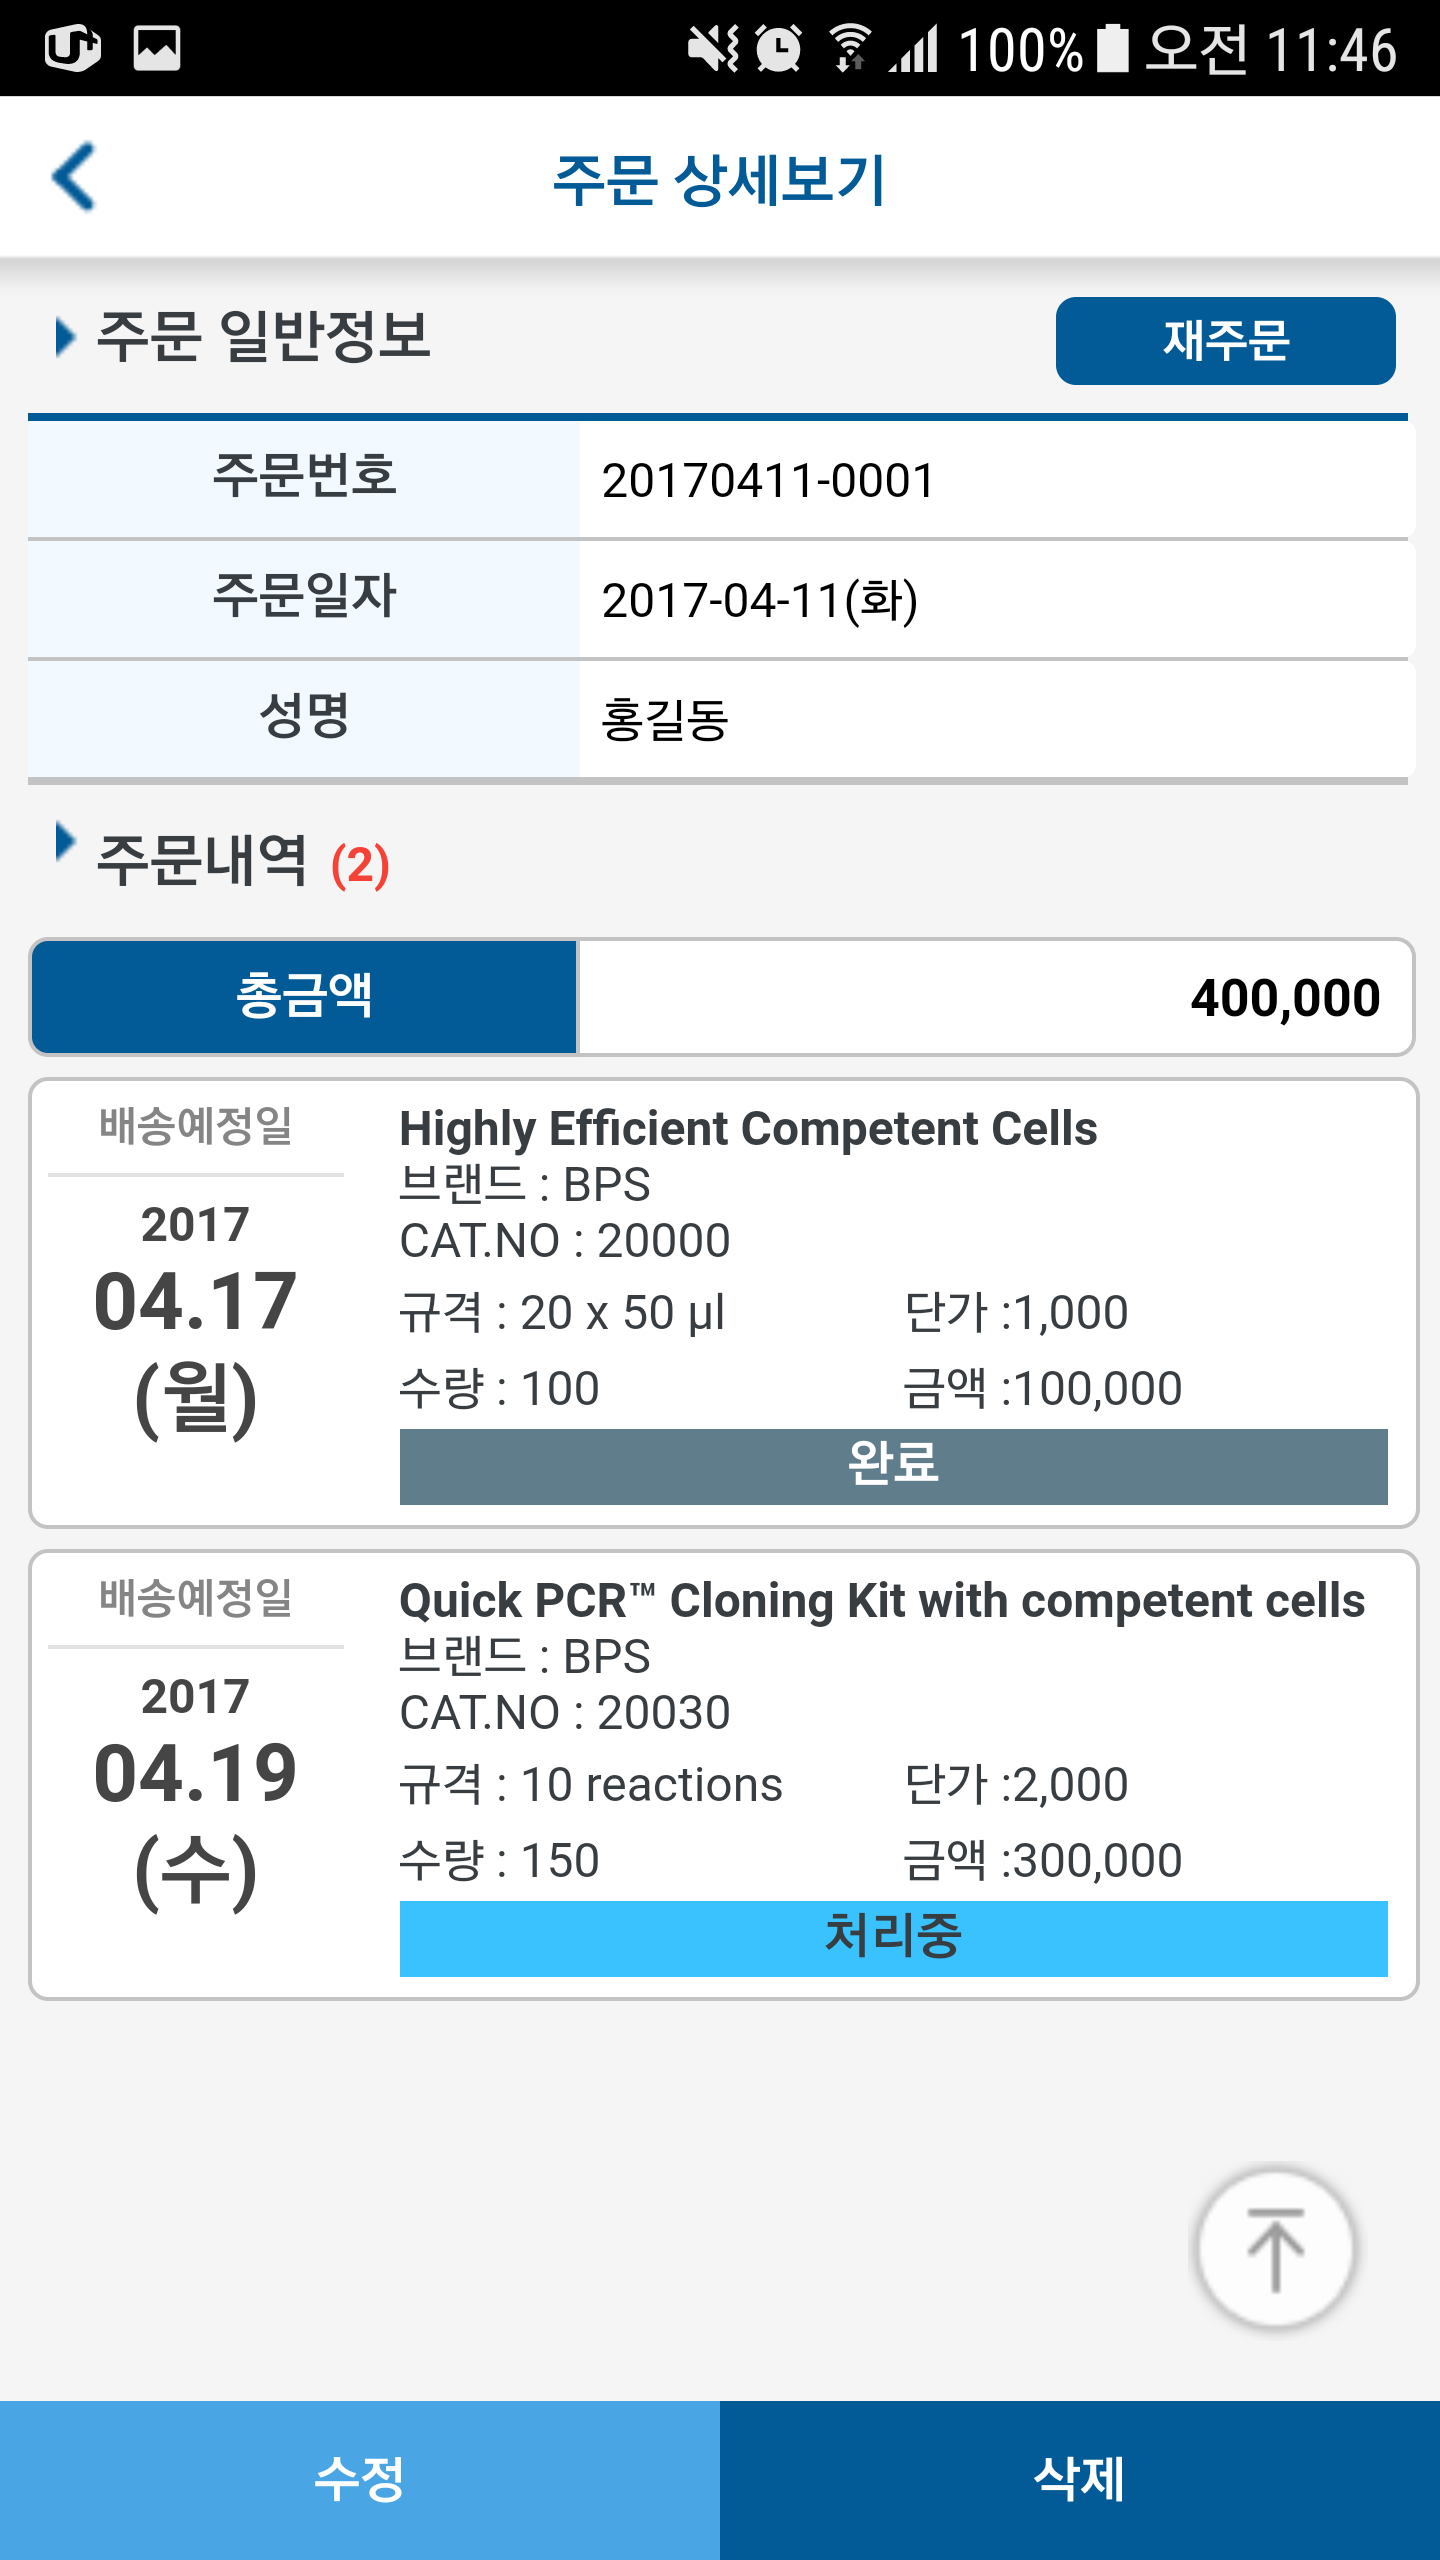 U+ 100% 오전 11:46
주문 상세보기
주문 일반정보 재주문
주문번호 20170411-0001
주문일자 2017-04-11(화)
성명 홍길동
주문내역 (2)
총금액 400,000
배송예정일
2017
04.17
(월)
Highly Efficient Competent Cells
브랜드 : BPS
CAT.NO : 20000
규격 : 20 x 50 µl 단가 :1,000
수량 : 100 금액 :100,000
완료
배송예정일
2017
04.19
(수)
Quick PCR™ Cloning Kit with competent cells
브랜드 : BPS
CAT.NO : 20030
규격 : 10 reactions 단가 :2,000
수량 : 150 금액 :300,000
처리중
수정 삭제